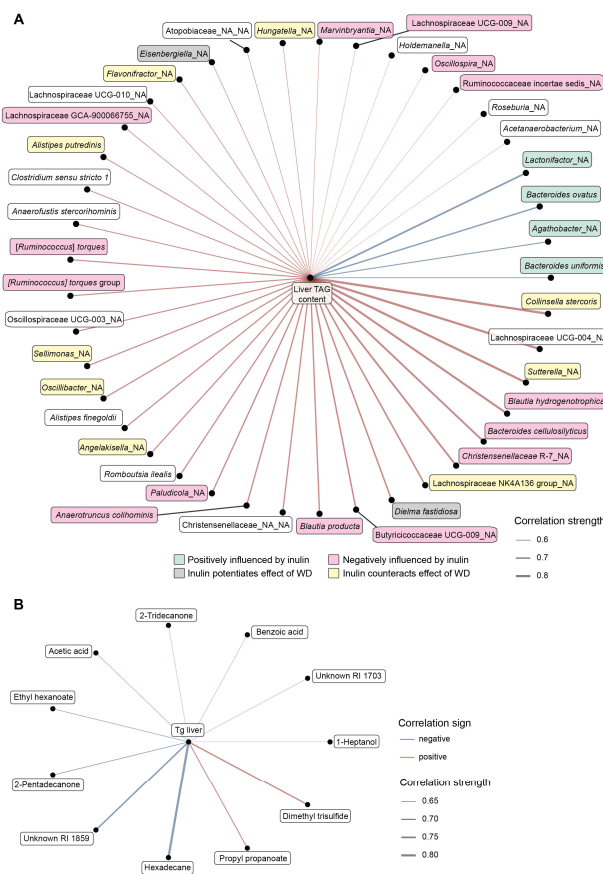 A
Lachnospiraceae UCG-009_NA
Marvinbryantia_NA
Hungatella_NA
Atopobiaceae_NA_NA
Holdemanella_NA
Eisenbergiella_NA
Oscillospira_NA
Flavonifractor_NA
Ruminococcaceae incertae sedis_NA
Lachnospiraceae UCG-010_NA
Roseburia_NA
Lachnospiraceae GCA-900066755_NA
Acetanaerobacterium_NA
Alistipes putredinis
Lactonifactor_NA
Clostridium sensu stricto 1
Bacteroides ovatus
Anaerofustis stercorihominis
Agathobacter_NA
[Ruminococcus] torques
Bacteroides uniformis
[Ruminococcus] torques group
Liver TAG
content
Collinsella stercoris
Oscillospiraceae UCG-003_NA
Lachnospiraceae UCG-004_NA
Sellimonas_NA
Sutterella_NA
Oscillibacter_NA
Blautia hydrogenotrophica
Alistipes finegoldii
Bacteroides cellulosilyticus
Angelakisella_NA
Christensenellaceae R-7_NA
Romboutsia ilealis
Lachnospiraceae NK4A136 group_NA
Paludicola_NA
Dielma fastidiosa
Anaerotruncus colihominis
Christensenellaceae_NA_NA
Blautia producta
Butyricicoccaceae UCG-009_NA
Correlation strength
0.6
0.7
0.8
Positively influenced by inulin
Negatively influenced by inulin
Inulin potentiates effect of WD
Inulin counteracts effect of WD
B
2-Tridecanone
Benzoic acid
Acetic acid
Unknown RI 1703
Ethyl hexanoate
Tg liver
1-Heptanol
2-Pentadecanone
Dimethyl trisulfide
Unknown RI 1859
Propyl propanoate
Hexadecane
Correlation sign
negative
positive
Correlation strength
0.65
0.70
0.75
0.80